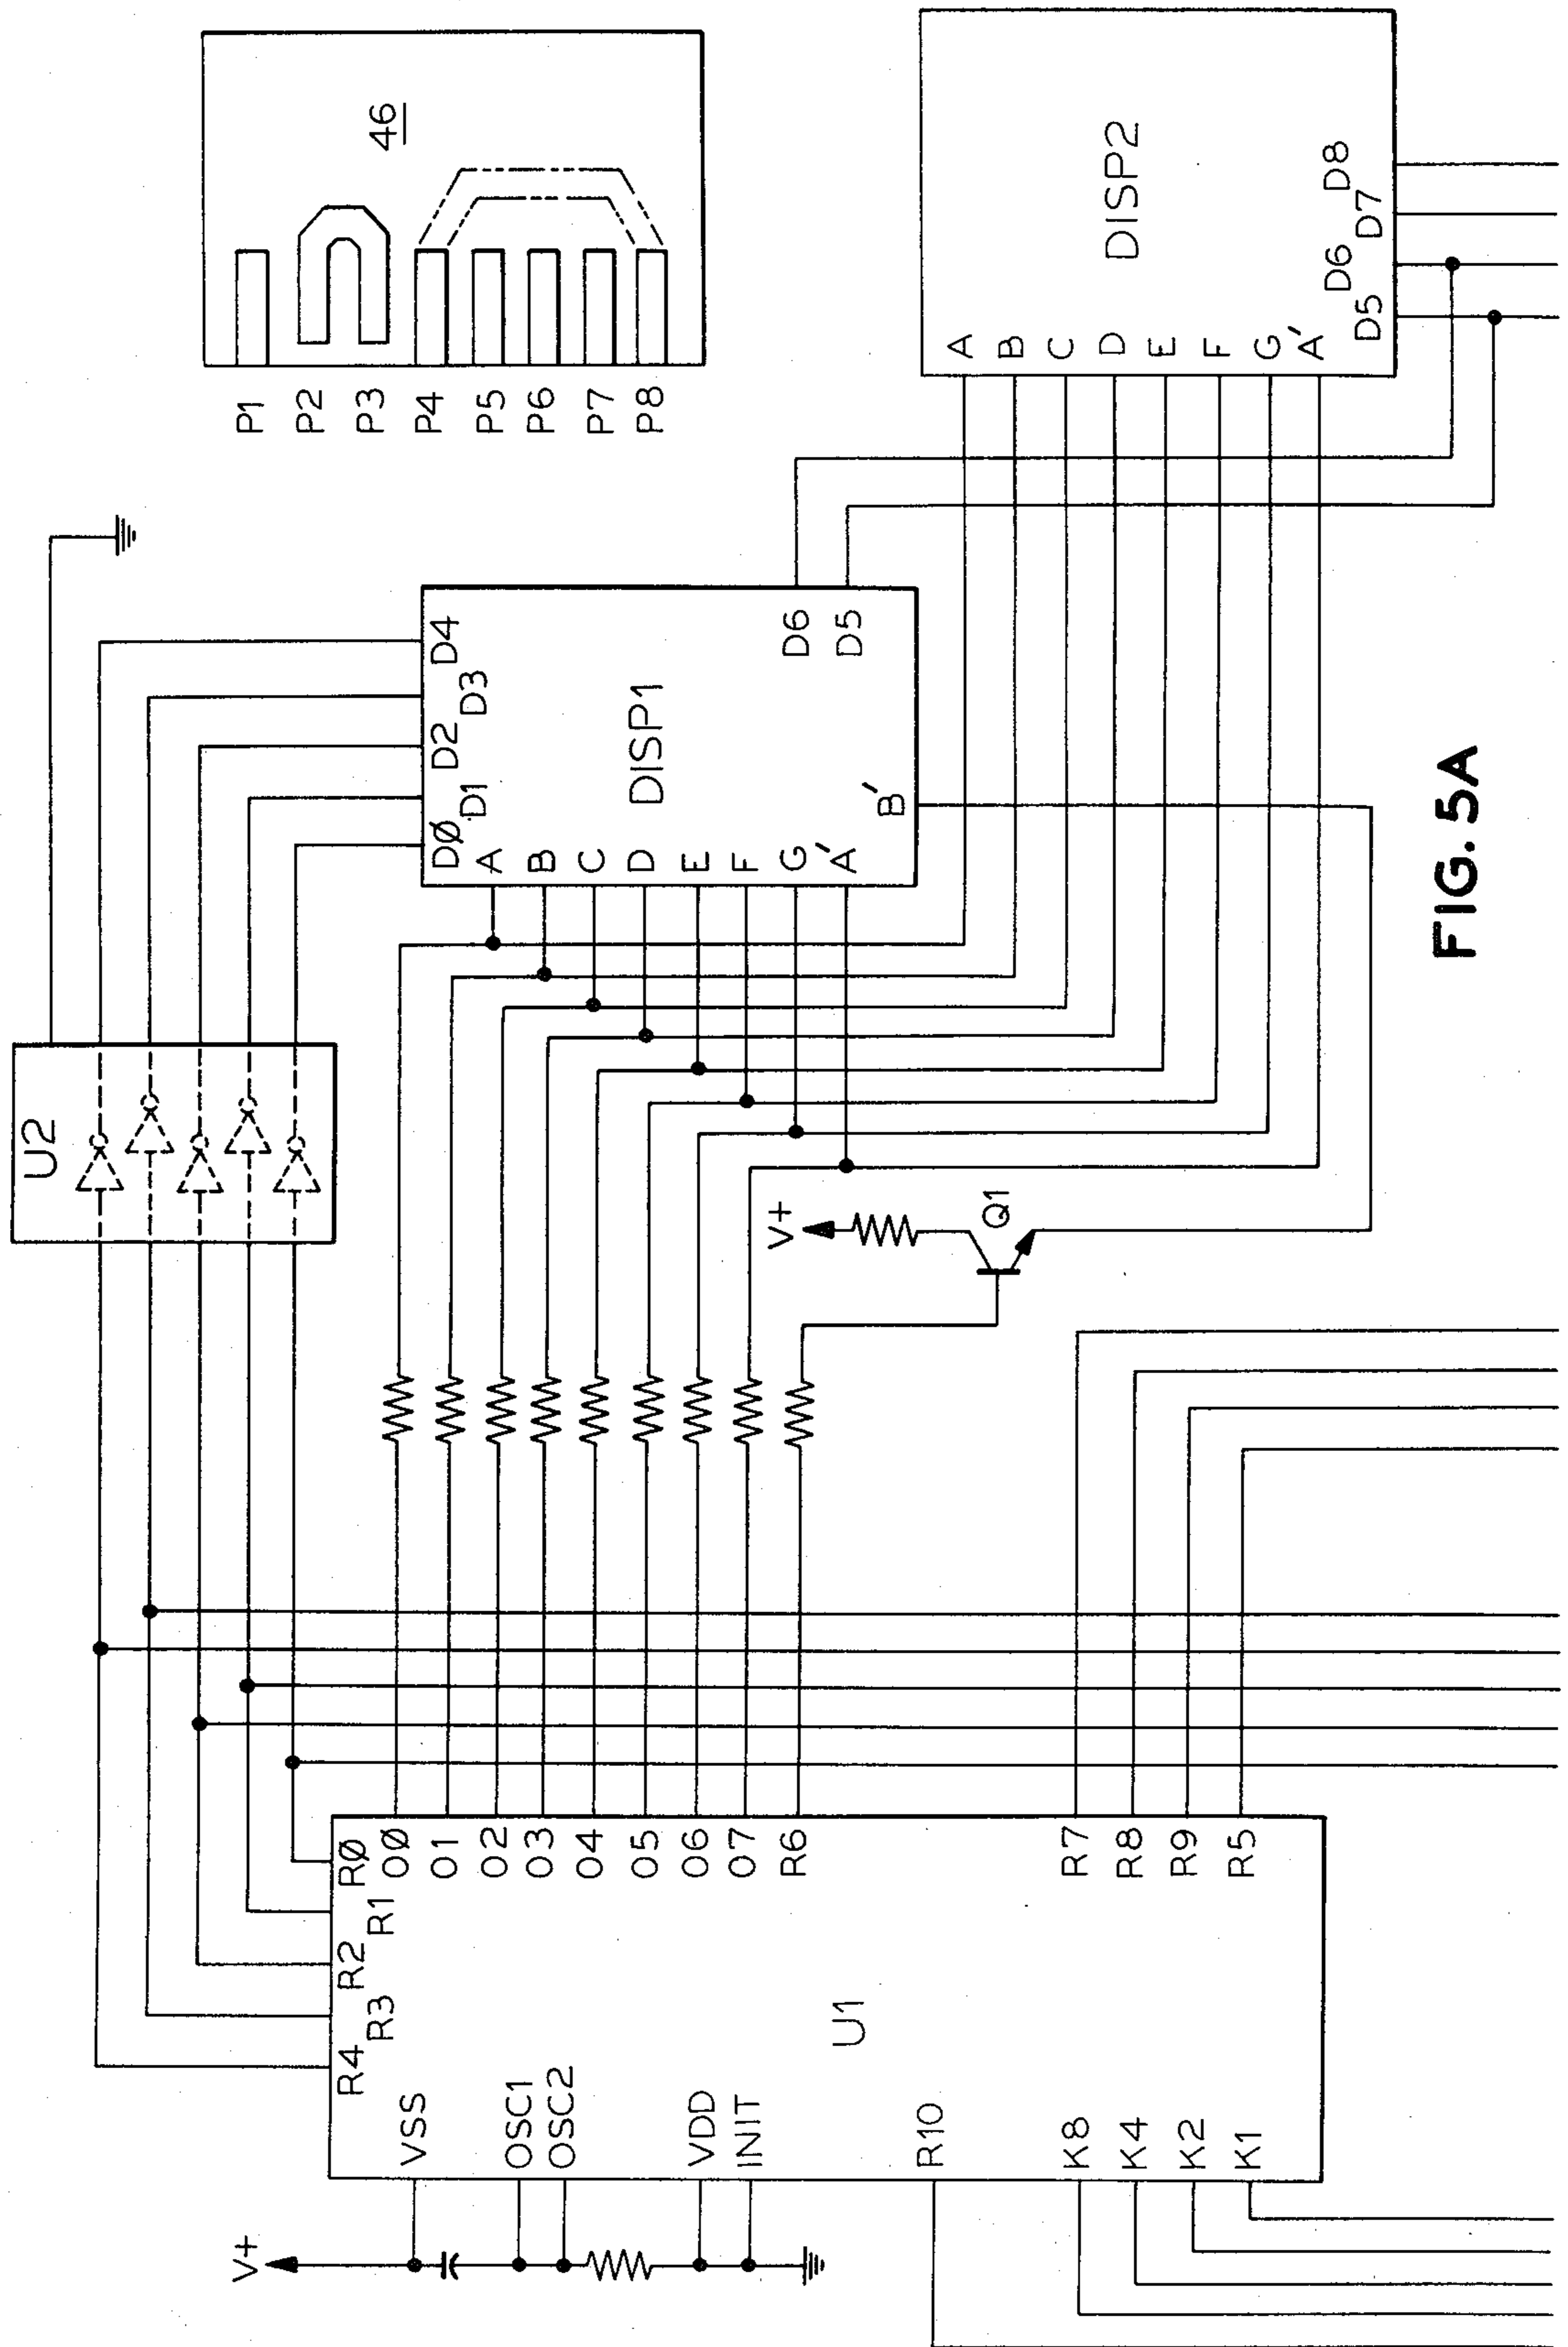 46
P1
P2
P3
P4
P5
P6
P7
P8
DISP2
A
B
C
D
E
F
G
A'
D5
D6
D7
D8
U2
DISP1
DØ
D1
D2
D3
D4
A
B
C
D
E
F
G
A'
B'
D6
D5
V+
Q1
U1
R4
R3
R2
R1
RØ
OØ
O1
O2
O3
O4
O5
O6
O7
R6
R7
R8
R9
R5
V+
VSS
OSC1
OSC2
VDD
INIT
R10
K8
K4
K2
K1
FIG. 5A